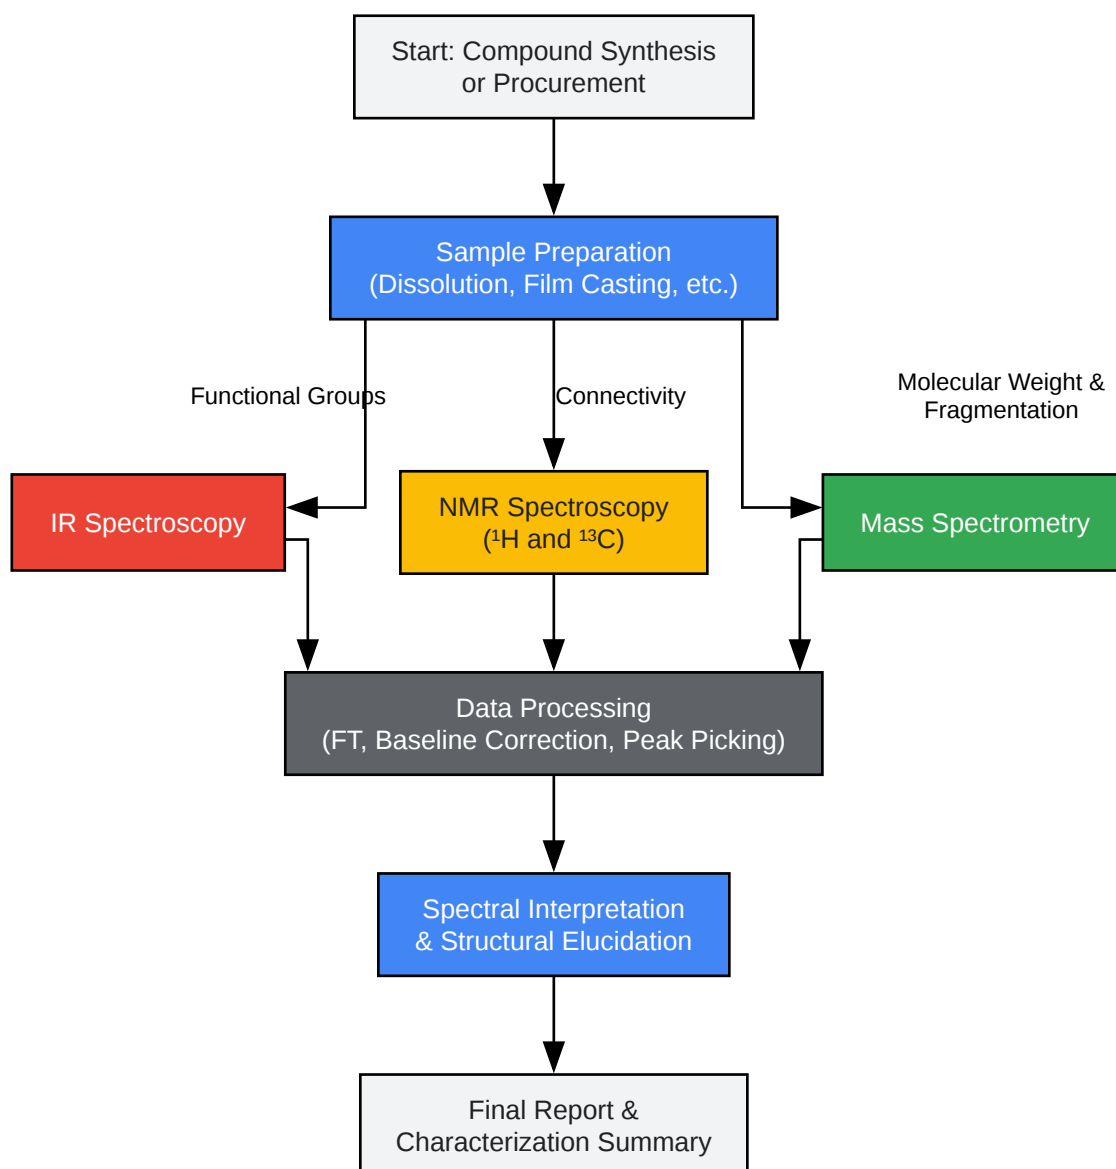 Start: Compound Synthesis
or Procurement
Sample Preparation
(Dissolution, Film Casting, etc.)
Functional Groups
Connectivity
Molecular Weight &
Fragmentation
IR Spectroscopy
NMR Spectroscopy
(¹H and ¹³C)
Mass Spectrometry
Data Processing
(FT, Baseline Correction, Peak Picking)
Spectral Interpretation
& Structural Elucidation
Final Report &
Characterization Summary